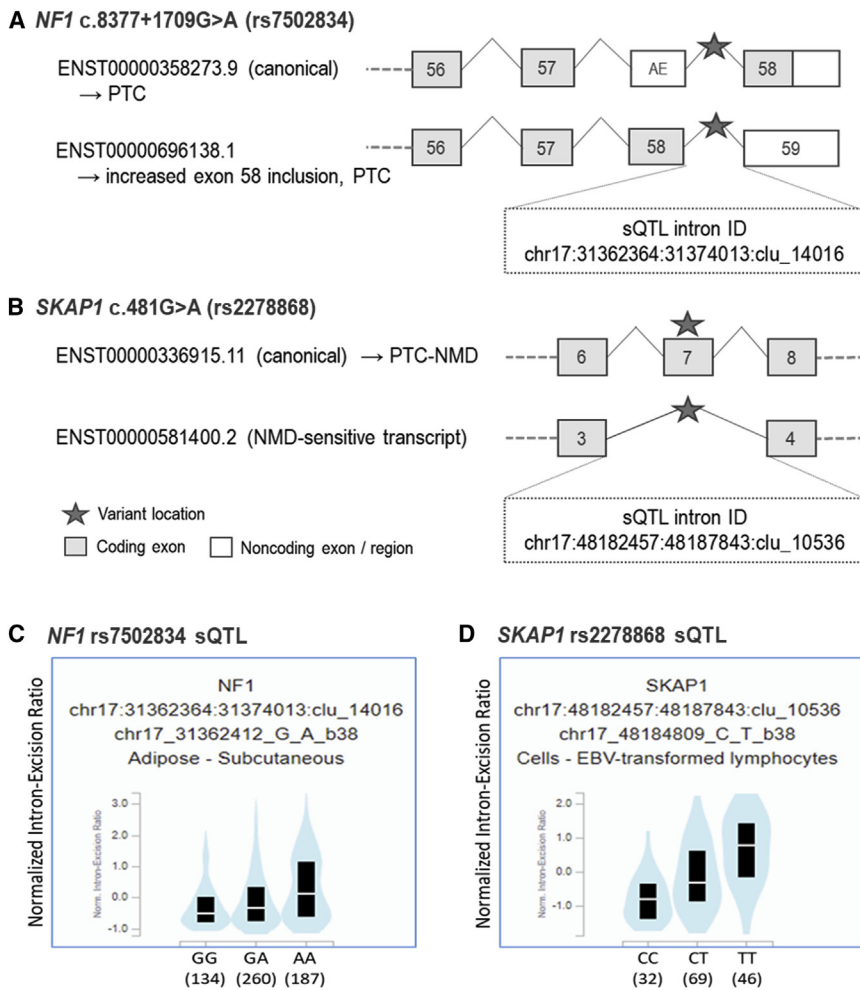 A NF1 c.8377+1709G>A (rs7502834)
ENST00000358273.9 (canonical)
→ PTC
56 57 AE 58
ENST00000696138.1
→ increased exon 58 inclusion, PTC
56 57 58 59
sQTL intron ID
chr17:31362364:31374013:clu_14016
B SKAP1 c.481G>A (rs2278868)
ENST00000336915.11 (canonical) → PTC-NMD
6 7 8
ENST00000581400.2 (NMD-sensitive transcript)
3 4
sQTL intron ID
chr17:48182457:48187843:clu_10536
Variant location
Coding exon
Noncoding exon / region
C NF1 rs7502834 sQTL
Normalized Intron-Excision Ratio
NF1
chr17:31362364:31374013:clu_14016
chr17_31362412_G_A_b38
Adipose - Subcutaneous
Norm. Intron-Excision Ratio
3.0
1.0
0.0
-1.0
GG GA AA
(134) (260) (187)
D SKAP1 rs2278868 sQTL
Normalized Intron-Excision Ratio
SKAP1
chr17:48182457:48187843:clu_10536
chr17_48184809_C_T_b38
Cells - EBV-transformed lymphocytes
Norm. Intron-Excision Ratio
2.0
1.0
0.0
-1.0
CC CT TT
(32) (69) (46)